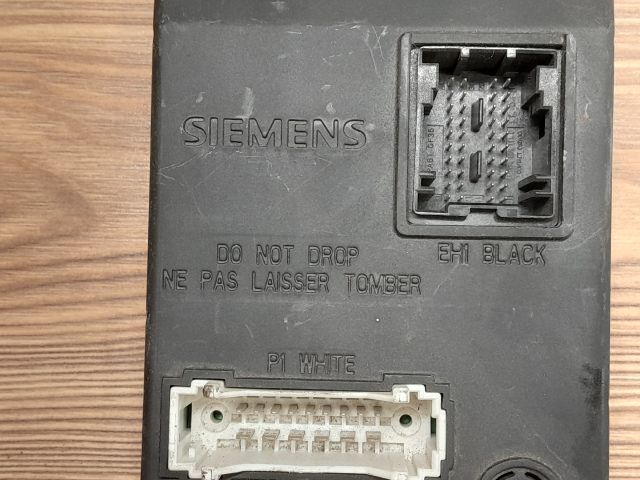 SIEMENS
DO NOT DROP
NE PAS LAISSER TOMBER
EH1 BLACK
P1 WHITE